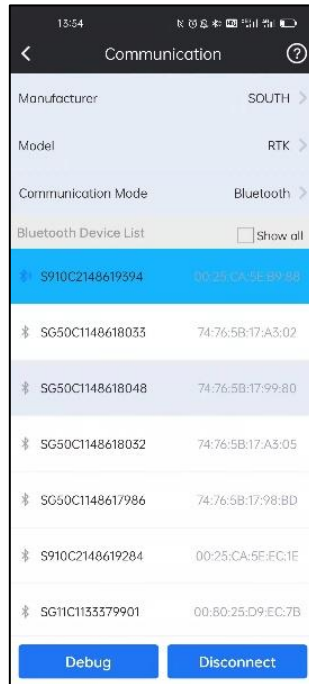 13:54
Communication
Manufacturer SOUTH
Model RTK
Communication Mode Bluetooth
Bluetooth Device List Show all
S910C2148619394 00:25:CA:5E:B9:88
SG50C1148618033 74:76:5B:17:A3:02
SG50C1148618048 74:76:5B:17:99:80
SG50C1148618032 74:76:5B:17:A3:05
SG50C1148617986 74:76:5B:17:98:BD
S910C2148619284 00:25:CA:5E:EC:1E
SG11C1133379901 00:80:25:D9:EC:7B
Debug Disconnect